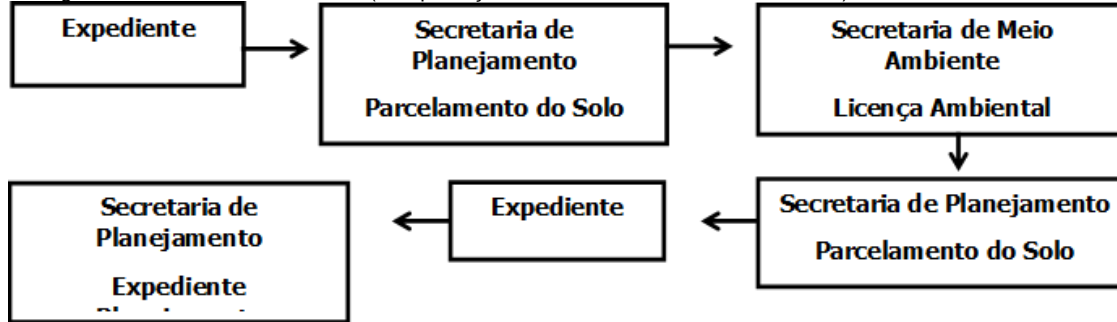 Expediente
Secretaria de
Planejamento
Parcelamento do Solo
Secretaria de Meio
Ambiente
Licença Ambiental
Secretaria de Planejamento
Parcelamento do Solo
Expediente
Secretaria de
Planejamento
Expediente